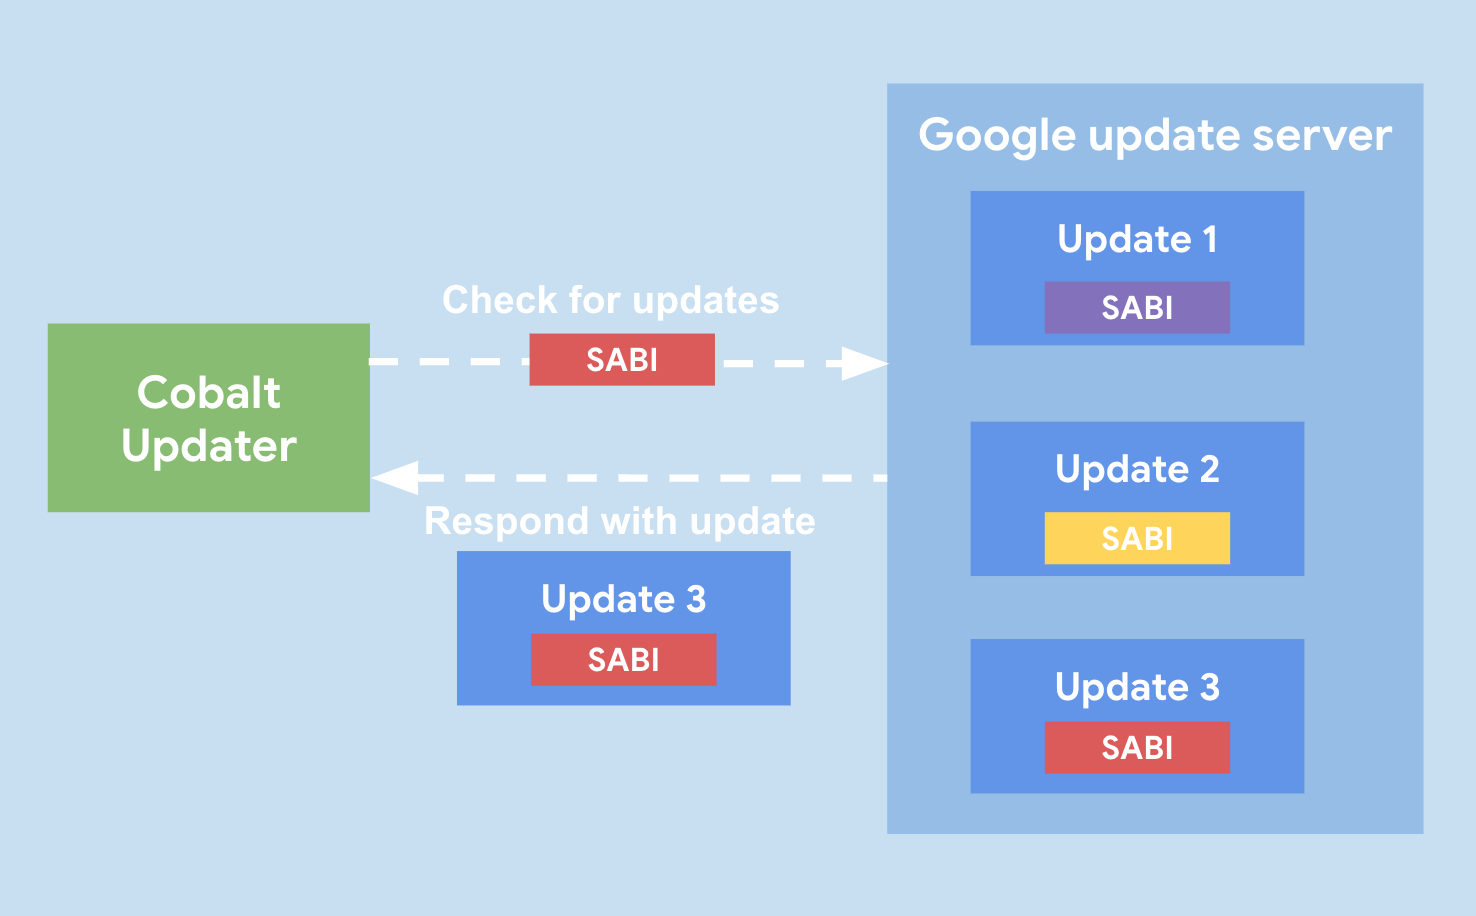 Google update server
Update 1
SABI
Check for updates
SABI
Cobalt
Updater
Update 2
SABI
Respond with update
Update 3
SABI
Update 3
SABI